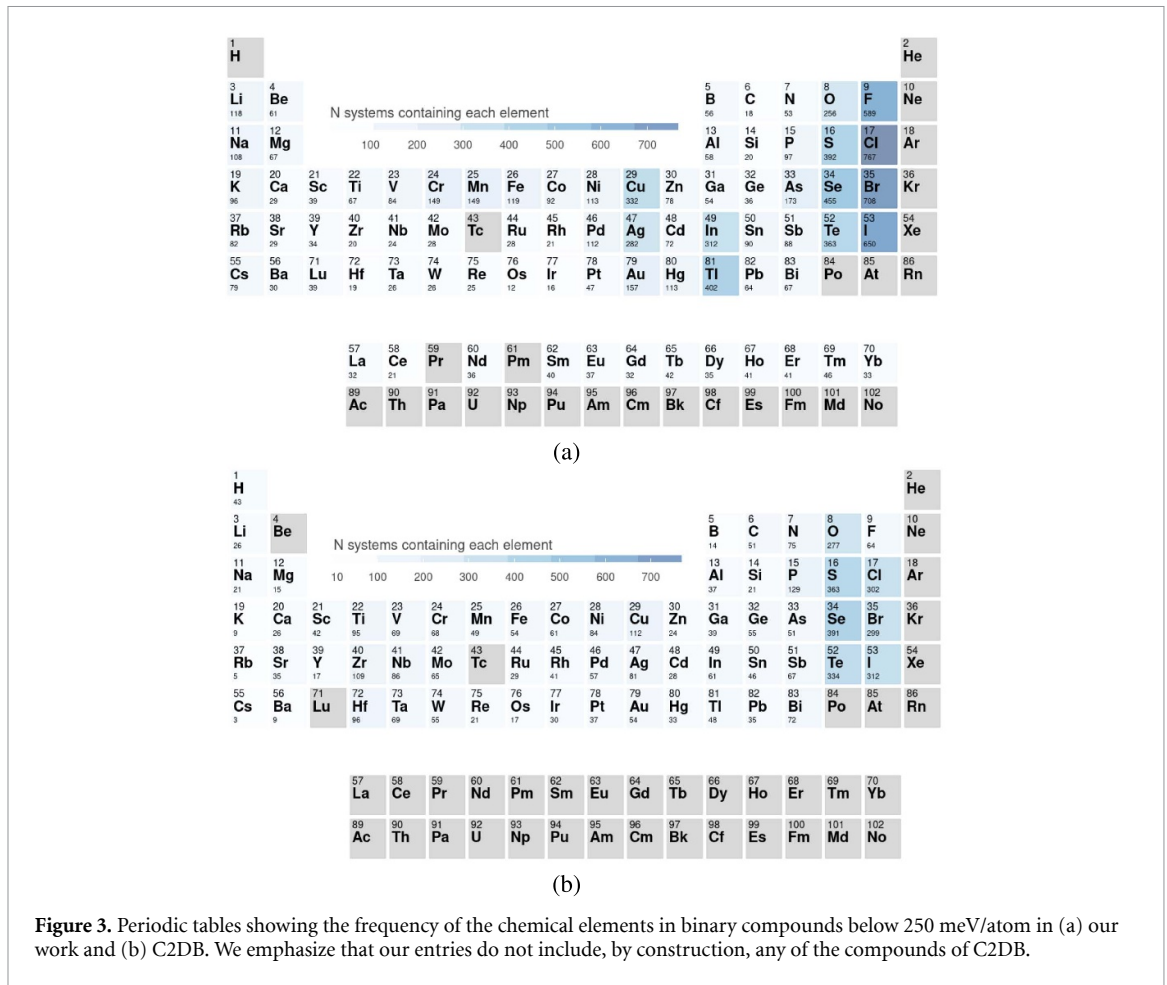 1 2
H He
3 4 5 6 7 8 9 10
Li Be B C N O F Ne
118 61 56 18 53 256 589
N systems containing each element
11 12 13 14 15 16 17 18
Na Mg Al Si P S Cl Ar
100 200 300 400 500 600 700
108 67 58 20 97 392 767
19 20 21 22 23 24 25 26 27 28 29 30 31 32 33 34 35 36
K Ca Sc Ti V Cr Mn Fe Co Ni Cu Zn Ga Ge As Se Br Kr
96 29 39 67 84 149 149 119 92 113 332 78 54 36 173 455 708
37 38 39 40 41 42 43 44 45 46 47 48 49 50 51 52 53 54
Rb Sr Y Zr Nb Mo Tc Ru Rh Pd Ag Cd In Sn Sb Te I Xe
82 29 34 20 24 28 28 21 112 282 72 312 90 88 363 650
55 56 71 72 73 74 75 76 77 78 79 80 81 82 83 84 85 86
Cs Ba Lu Hf Ta W Re Os Ir Pt Au Hg Tl Pb Bi Po At Rn
79 30 39 19 26 26 25 12 16 47 157 113 402 64 67
57 58 59 60 61 62 63 64 65 66 67 68 69 70
La Ce Pr Nd Pm Sm Eu Gd Tb Dy Ho Er Tm Yb
32 21 36 40 37 32 42 35 41 41 46 33
89 90 91 92 93 94 95 96 97 98 99 100 101 102
Ac Th Pa U Np Pu Am Cm Bk Cf Es Fm Md No
(a)
1 2
H He
43
3 4 5 6 7 8 9 10
Li Be B C N O F Ne
26 14 51 75 277 64
N systems containing each element
11 12 13 14 15 16 17 18
Na Mg Al Si P S Cl Ar
10 100 200 300 400 500 600 700
21 15 37 21 129 363 302
19 20 21 22 23 24 25 26 27 28 29 30 31 32 33 34 35 36
K Ca Sc Ti V Cr Mn Fe Co Ni Cu Zn Ga Ge As Se Br Kr
9 26 42 95 69 68 49 54 61 84 112 24 39 55 51 391 299
37 38 39 40 41 42 43 44 45 46 47 48 49 50 51 52 53 54
Rb Sr Y Zr Nb Mo Tc Ru Rh Pd Ag Cd In Sn Sb Te I Xe
5 35 17 109 86 65 29 41 57 81 28 61 46 67 334 312
55 56 71 72 73 74 75 76 77 78 79 80 81 82 83 84 85 86
Cs Ba Lu Hf Ta W Re Os Ir Pt Au Hg Tl Pb Bi Po At Rn
3 9 96 69 55 21 17 30 37 54 33 48 35 72
57 58 59 60 61 62 63 64 65 66 67 68 69 70
La Ce Pr Nd Pm Sm Eu Gd Tb Dy Ho Er Tm Yb
89 90 91 92 93 94 95 96 97 98 99 100 101 102
Ac Th Pa U Np Pu Am Cm Bk Cf Es Fm Md No
(b)
Figure 3. Periodic tables showing the frequency of the chemical elements in binary compounds below 250 meV/atom in (a) our
work and (b) C2DB. We emphasize that our entries do not include, by construction, any of the compounds of C2DB.